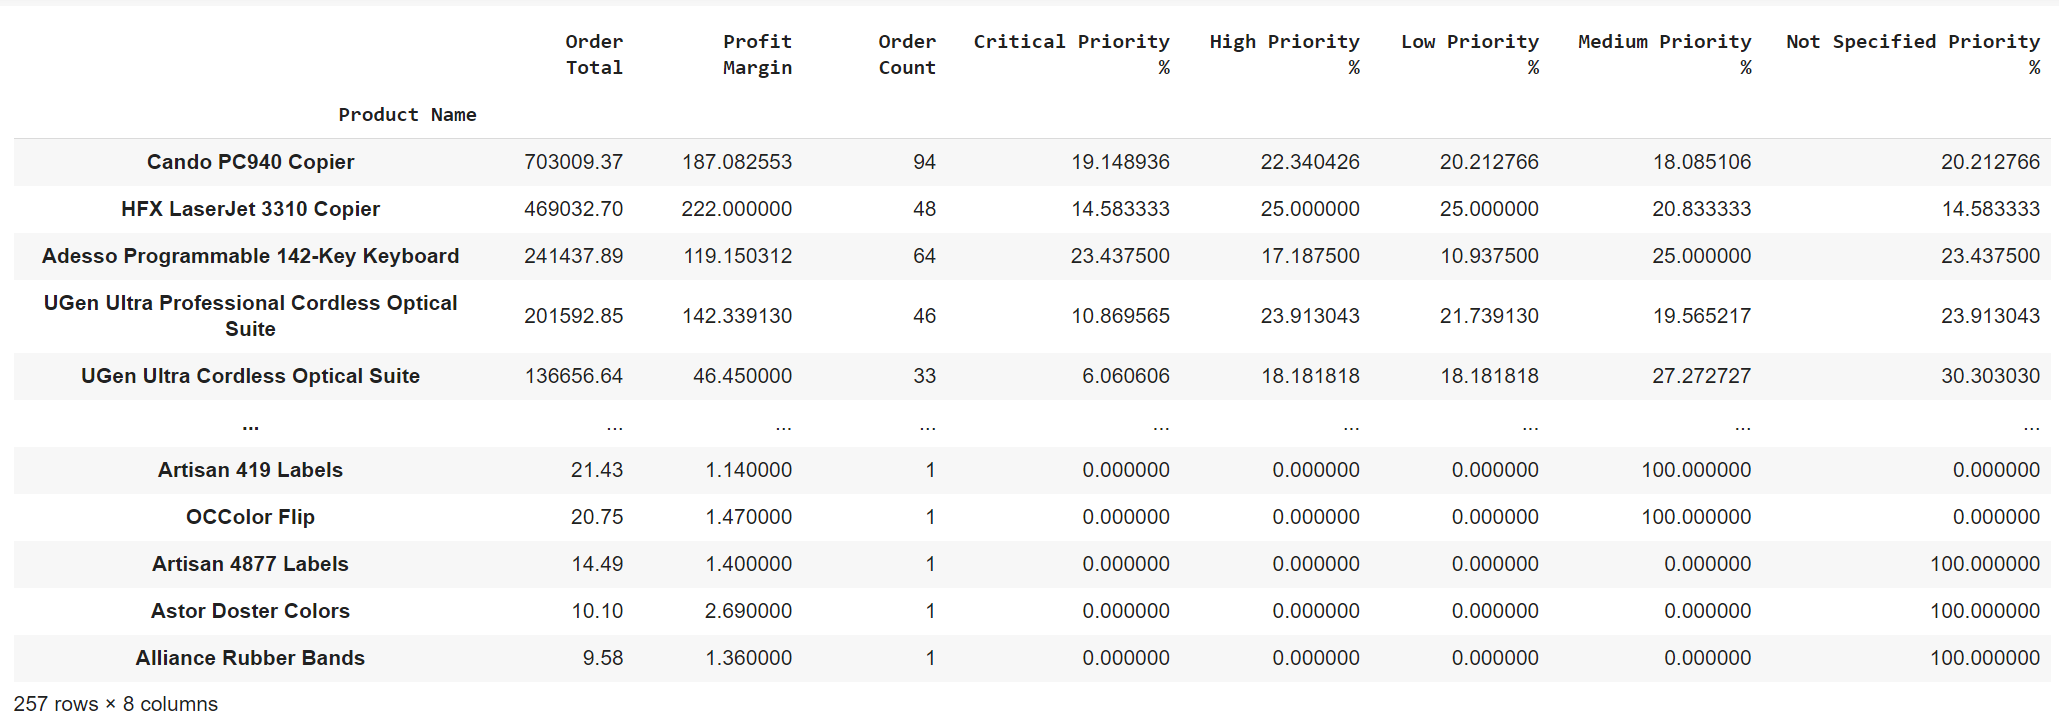 Order Profit Order Critical Priority High Priority Low Priority Medium Priority Not Specified Priority
Total Margin Count % % % % %
Product Name
Cando PC940 Copier 703009.37 187.082553 94 19.148936 22.340426 20.212766 18.085106 20.212766
HFX LaserJet 3310 Copier 469032.70 222.000000 48 14.583333 25.000000 25.000000 20.833333 14.583333
Adesso Programmable 142-Key Keyboard 241437.89 119.150312 64 23.437500 17.187500 10.937500 25.000000 23.437500
UGen Ultra Professional Cordless Optical
Suite 201592.85 142.339130 46 10.869565 23.913043 21.739130 19.565217 23.913043
UGen Ultra Cordless Optical Suite 136656.64 46.450000 33 6.060606 18.181818 18.181818 27.272727 30.303030
... ... ... ... ... ... ... ... ...
Artisan 419 Labels 21.43 1.140000 1 0.000000 0.000000 0.000000 100.000000 0.000000
OCColor Flip 20.75 1.470000 1 0.000000 0.000000 0.000000 100.000000 0.000000
Artisan 4877 Labels 14.49 1.400000 1 0.000000 0.000000 0.000000 0.000000 100.000000
Astor Doster Colors 10.10 2.690000 1 0.000000 0.000000 0.000000 0.000000 100.000000
Alliance Rubber Bands 9.58 1.360000 1 0.000000 0.000000 0.000000 0.000000 100.000000
257 rows × 8 columns